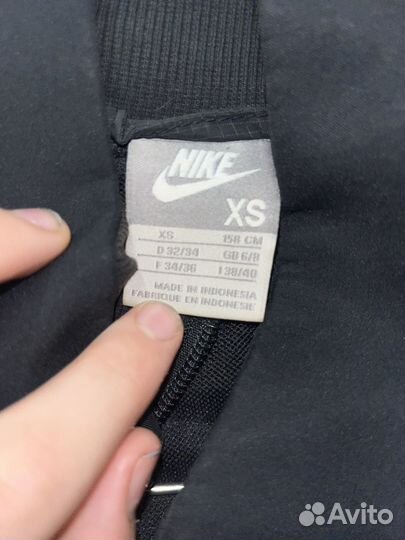 NIKE
XS
XS 158 CM
D 32/34 GB 6/8
F 34/36 I 38/40
MADE IN INDONESIA
FABRIQUE EN INDONESIE
Avito